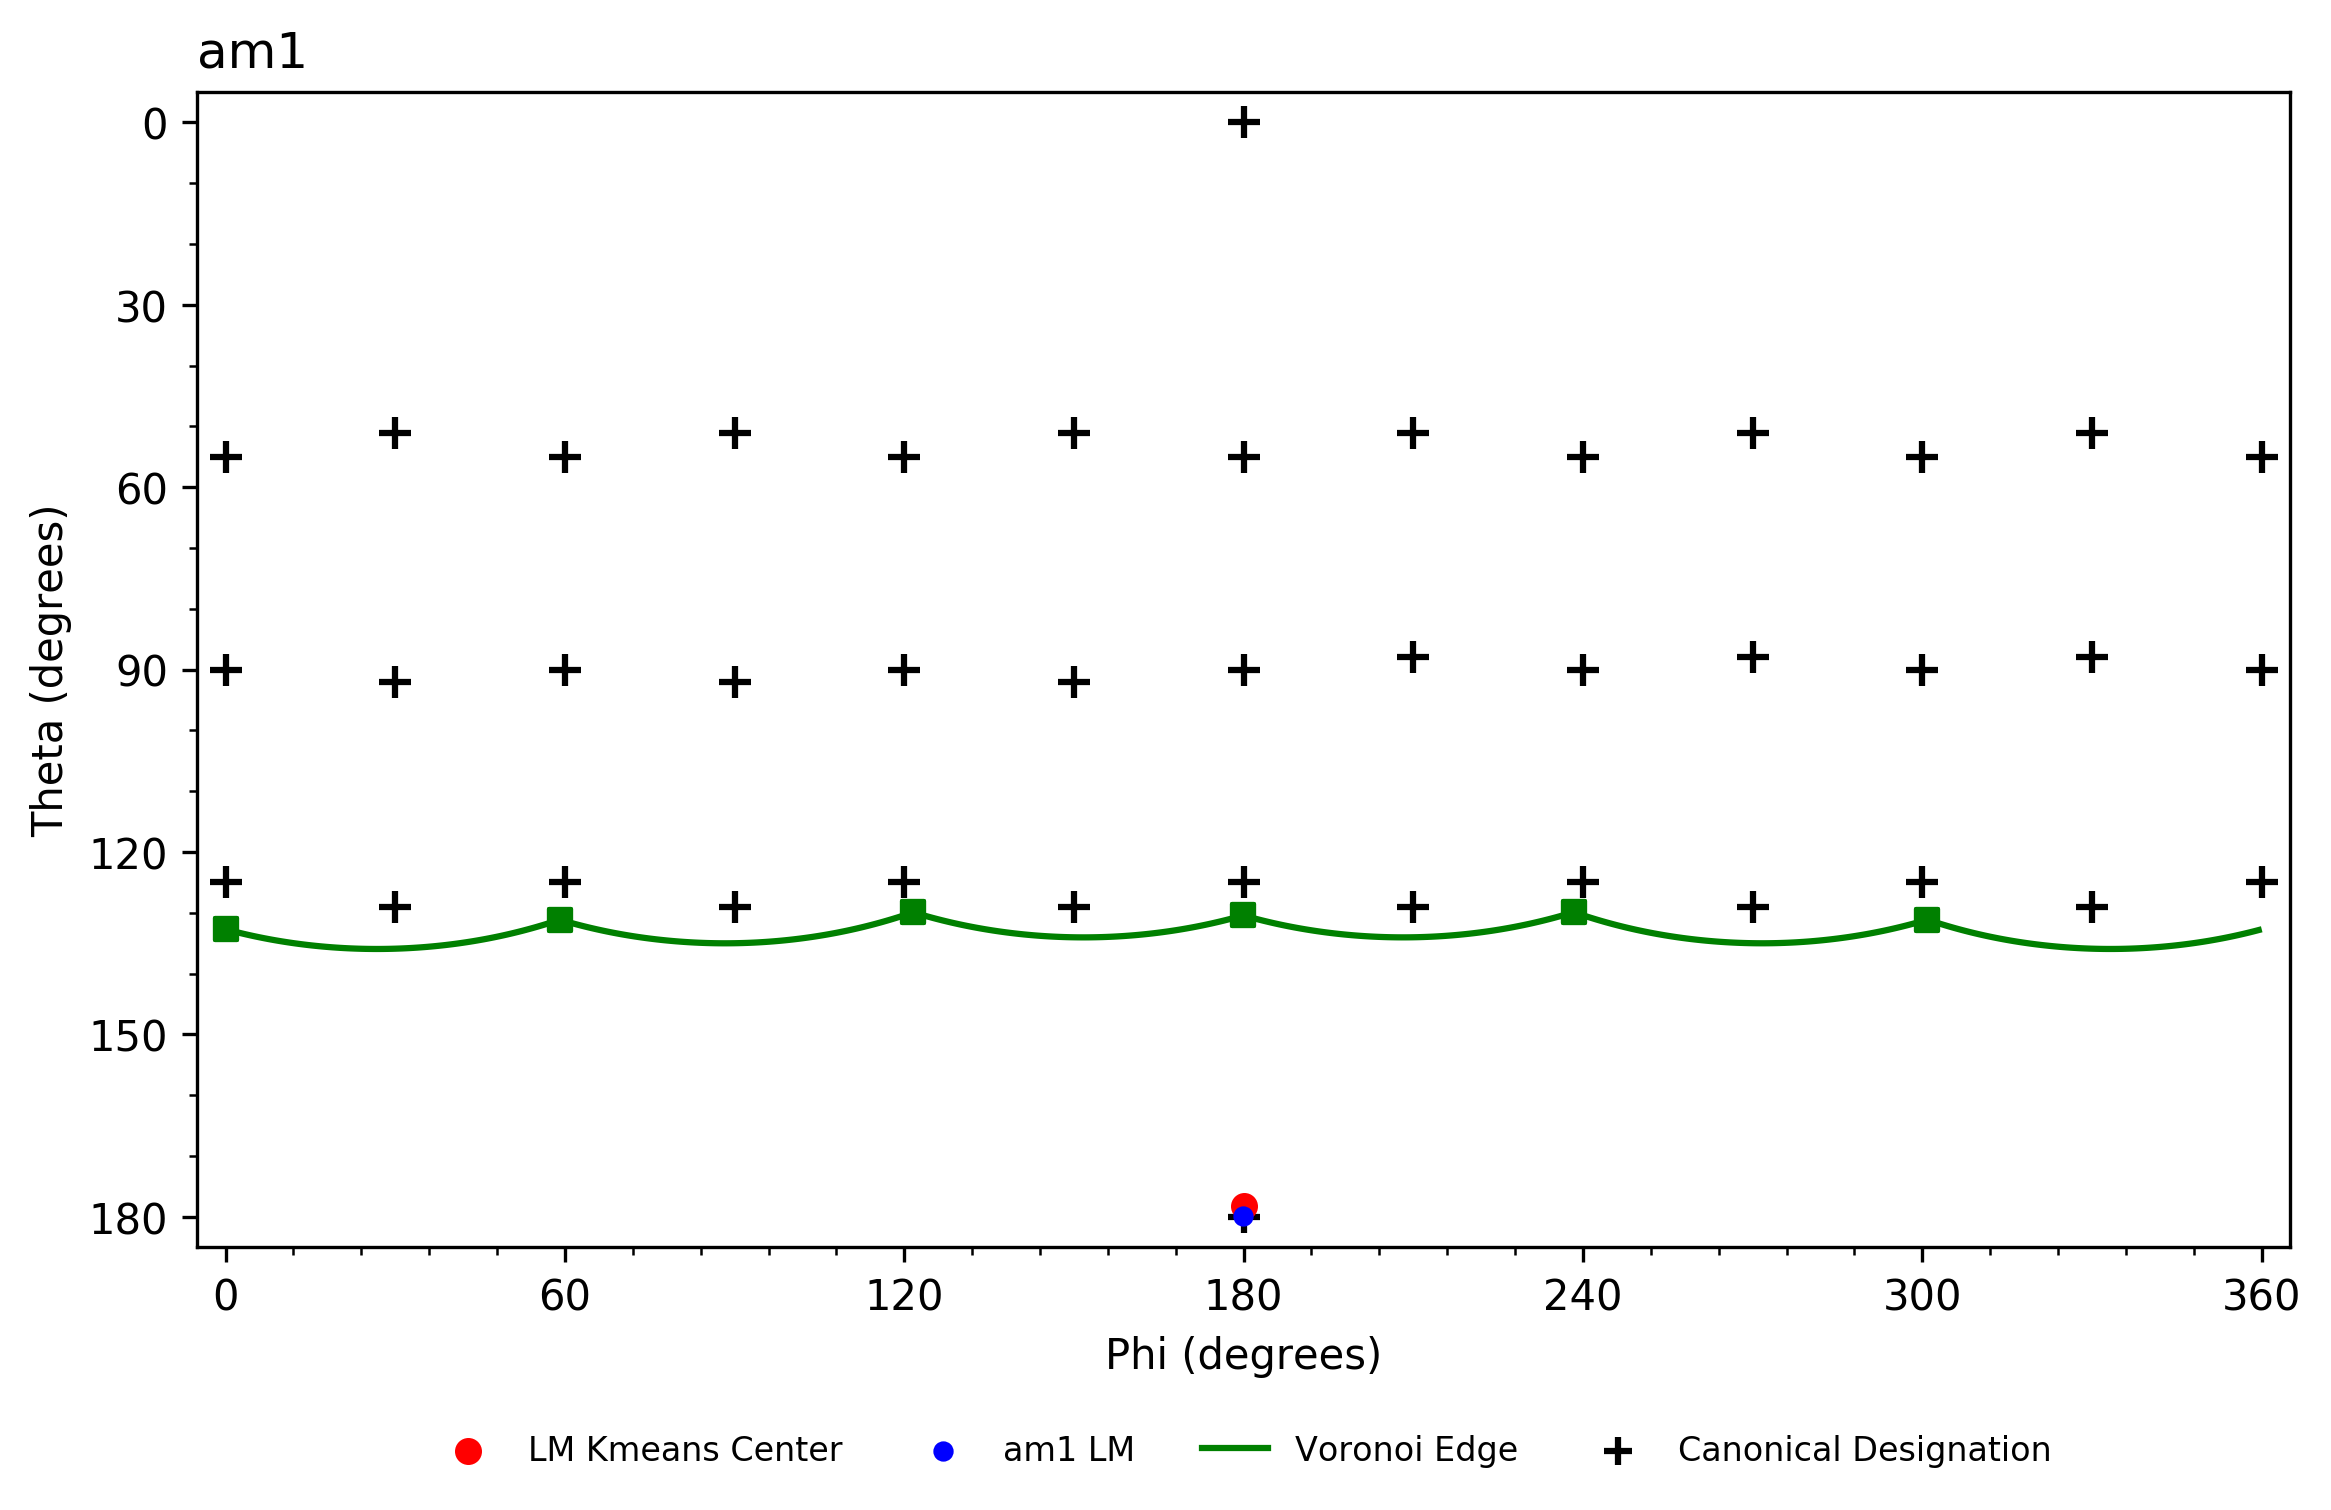 am1
0
30
60
90
120
150
180
Theta (degrees)
0 60 120 180 240 300 360
Phi (degrees)
LM Kmeans Center am1 LM Voronoi Edge Canonical Designation